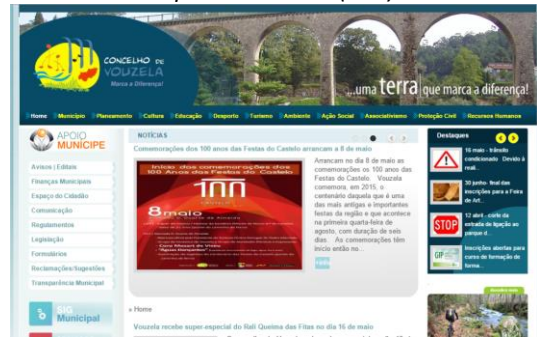 CONCELHO DE
VOUZELA
Marca a Diferença!
...uma terra que marca a diferença!
Home Município Planeamento Cultura Educação Desporto Turismo Ambiente Ação Social Associativismo Proteção Civil Recursos Humanos
APOIO
MUNÍCIPE
Avisos | Editais
Finanças Municipais
Espaço do Cidadão
Comunicação
Regulamentos
Legislação
Formulários
Reclamações/Sugestões
Transparência Municipal
SIG
Municipal
NOTÍCIAS
Comemorações dos 100 anos das Festas do Castelo arrancam a 8 de maio
Início das comemorações dos
100 Anos das Festas do Castelo
100
8 maio
Arrancam no dia 8 de maio as
comemorações dos 100 anos das
Festas do Castelo. Vouzela
comemora, em 2015, o
centenário daquela que é uma
das mais antigas e importantes
festas da região e que acontece
na primeira quarta-feira de
agosto, com duração de seis
dias. As comemorações têm
início então no...
» Home
Vouzela recebe super-especial do Rali Queima das Fitas no dia 16 de maio
Destaques
16 maio - trânsito
condicionado Devido à
reali...
30 junho- final das
inscrições para a Feira
de Art...
STOP
12 abril - corte da
estrada de ligação ao
parque d...
GIP
Inscrições abertas para
curso de formação de
forma...